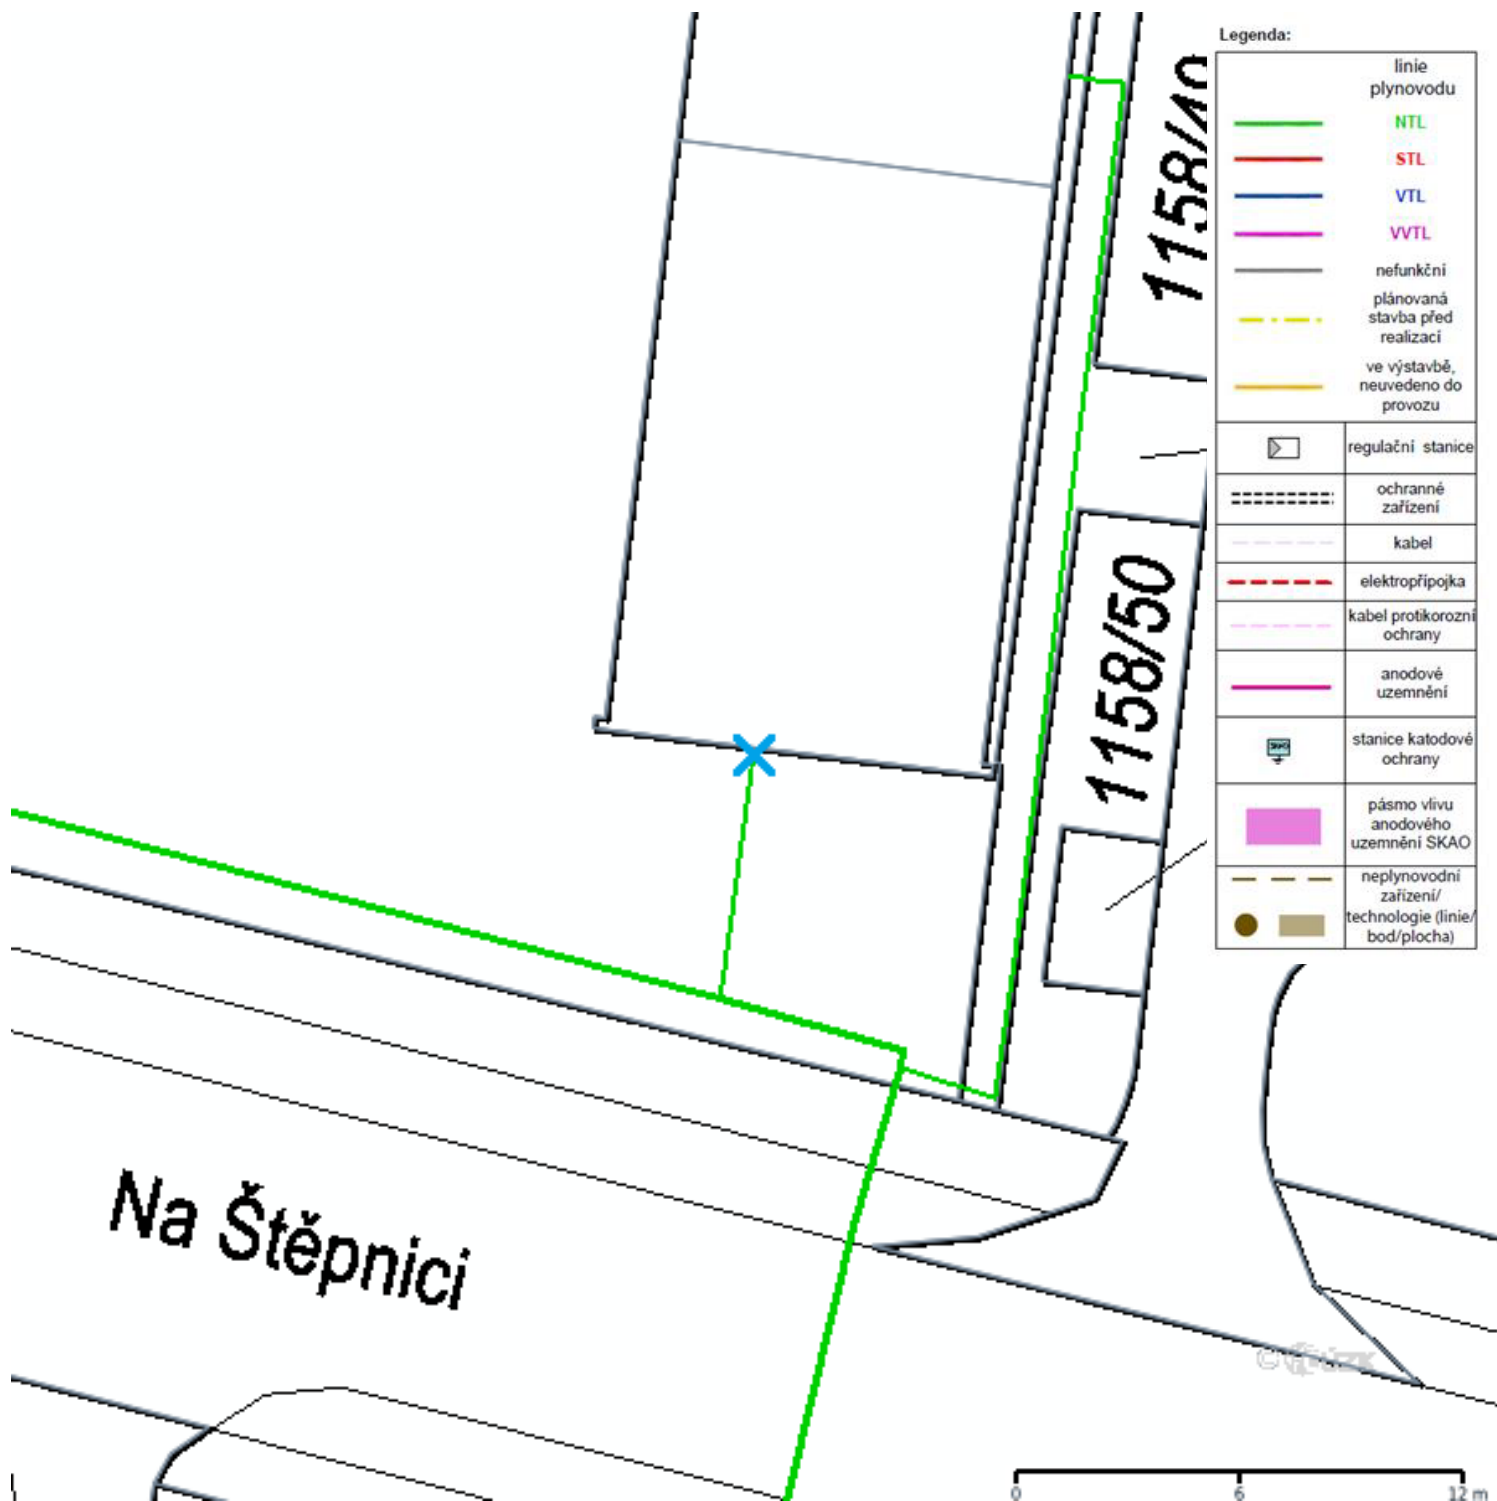 Legenda:
linie
plynovodu
NTL
STL
VTL
VVTL
nefunkční
plánovaná
stavba před
realizací
ve výstavbě,
neuvedeno do
provozu
regulační stanice
ochranné
zařízení
kabel
elektropřípojka
kabel protikorozní
ochrany
anodové
uzemnění
stanice katodové
ochrany
pásmo vlivu
anodového
uzemnění SKAO
neplynovodní
zařízení/
technologie (linie/
bod/plocha)
1158/49
1158/50
Na Štěpnici
0 6 12 m